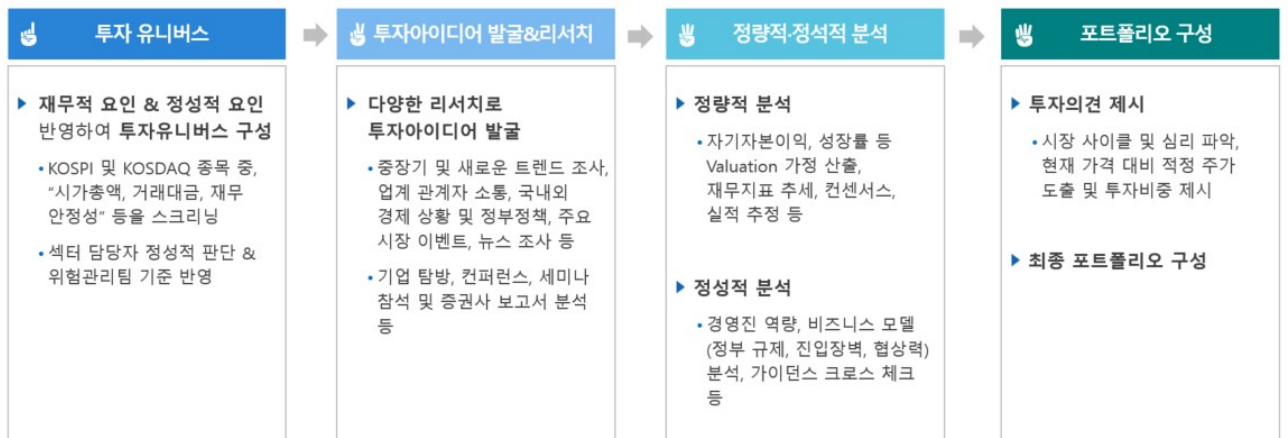 투자 유니버스
▶ 재무적 요인 & 정성적 요인
반영하여 투자유니버스 구성
• KOSPI 및 KOSDAQ 종목 중,
“시가총액, 거래대금, 재무
안정성” 등을 스크리닝
• 섹터 담당자 정성적 판단 &
위험관리팀 기준 반영
투자아이디어 발굴&리서치
▶ 다양한 리서치로
투자아이디어 발굴
• 중장기 및 새로운 트렌드 조사,
업계 관계자 소통, 국내외
경제 상황 및 정부정책, 주요
시장 이벤트, 뉴스 조사 등
• 기업 탐방, 컨퍼런스, 세미나
참석 및 증권사 보고서 분석
등
정량적·정석적 분석
▶ 정량적 분석
• 자기자본이익, 성장률 등
Valuation 가정 산출,
재무지표 추세, 컨센서스,
실적 추정 등
▶ 정성적 분석
• 경영진 역량, 비즈니스 모델
(정부 규제, 진입장벽, 협상력)
분석, 가이던스 크로스 체크
등
포트폴리오 구성
▶ 투자의견 제시
• 시장 사이클 및 심리 파악,
현재 가격 대비 적정 주가
도출 및 투자비중 제시
▶ 최종 포트폴리오 구성